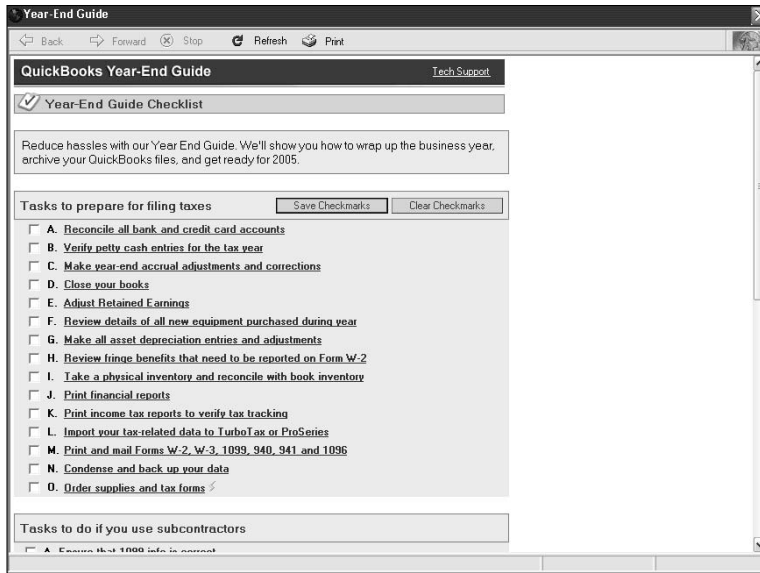 Year-End Guide
Back Forward Stop Refresh Print
QuickBooks Year-End Guide Tech Support
Year-End Guide Checklist
Reduce hassles with our Year End Guide. We'll show you how to wrap up the business year,
archive your QuickBooks files, and get ready for 2005.
Tasks to prepare for filing taxes Save Checkmarks Clear Checkmarks
A. Reconcile all bank and credit card accounts
B. Verify petty cash entries for the tax year
C. Make year-end accrual adjustments and corrections
D. Close your books
E. Adjust Retained Earnings
F. Review details of all new equipment purchased during year
G. Make all asset depreciation entries and adjustments
H. Review fringe benefits that need to be reported on Form W-2
I. Take a physical inventory and reconcile with book inventory
J. Print financial reports
K. Print income tax reports to verify tax tracking
L. Import your tax-related data to TurboTax or ProSeries
M. Print and mail Forms W-2, W-3, 1099, 940, 941 and 1096
N. Condense and back up your data
O. Order supplies and tax forms
Tasks to do if you use subcontractors
A. Ensure that 1099 info is correct